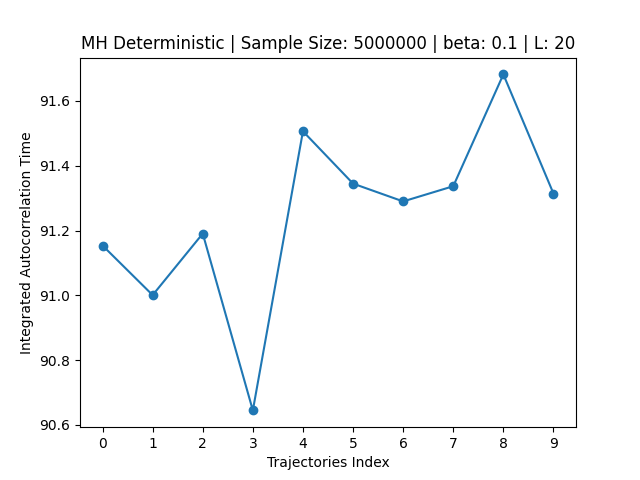 MH Deterministic | Sample Size: 5000000 | beta: 0.1 | L: 20
Integrated Autocorrelation Time
91.6
91.4
91.2
91.0
90.8
90.6
0 1 2 3 4 5 6 7 8 9
Trajectories Index